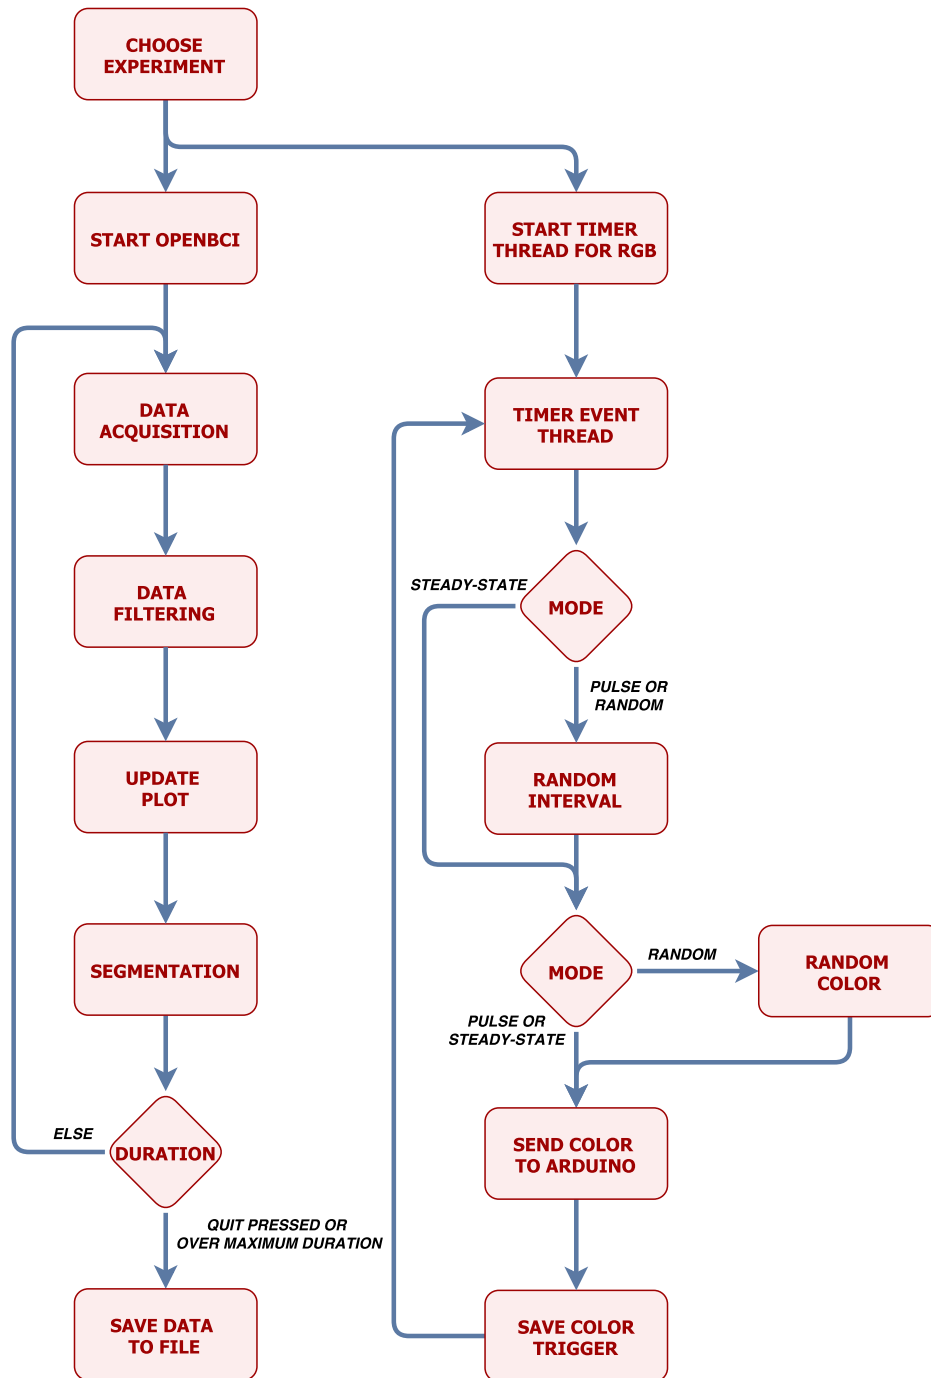 CHOOSE
EXPERIMENT
START OPENBCI
START TIMER
THREAD FOR RGB
DATA
ACQUISITION
TIMER EVENT
THREAD
DATA
FILTERING
STEADY-STATE
MODE
PULSE OR
RANDOM
UPDATE
PLOT
RANDOM
INTERVAL
SEGMENTATION
MODE
RANDOM
RANDOM
COLOR
PULSE OR
STEADY-STATE
ELSE
DURATION
SEND COLOR
TO ARDUINO
QUIT PRESSED OR
OVER MAXIMUM DURATION
SAVE DATA
TO FILE
SAVE COLOR
TRIGGER